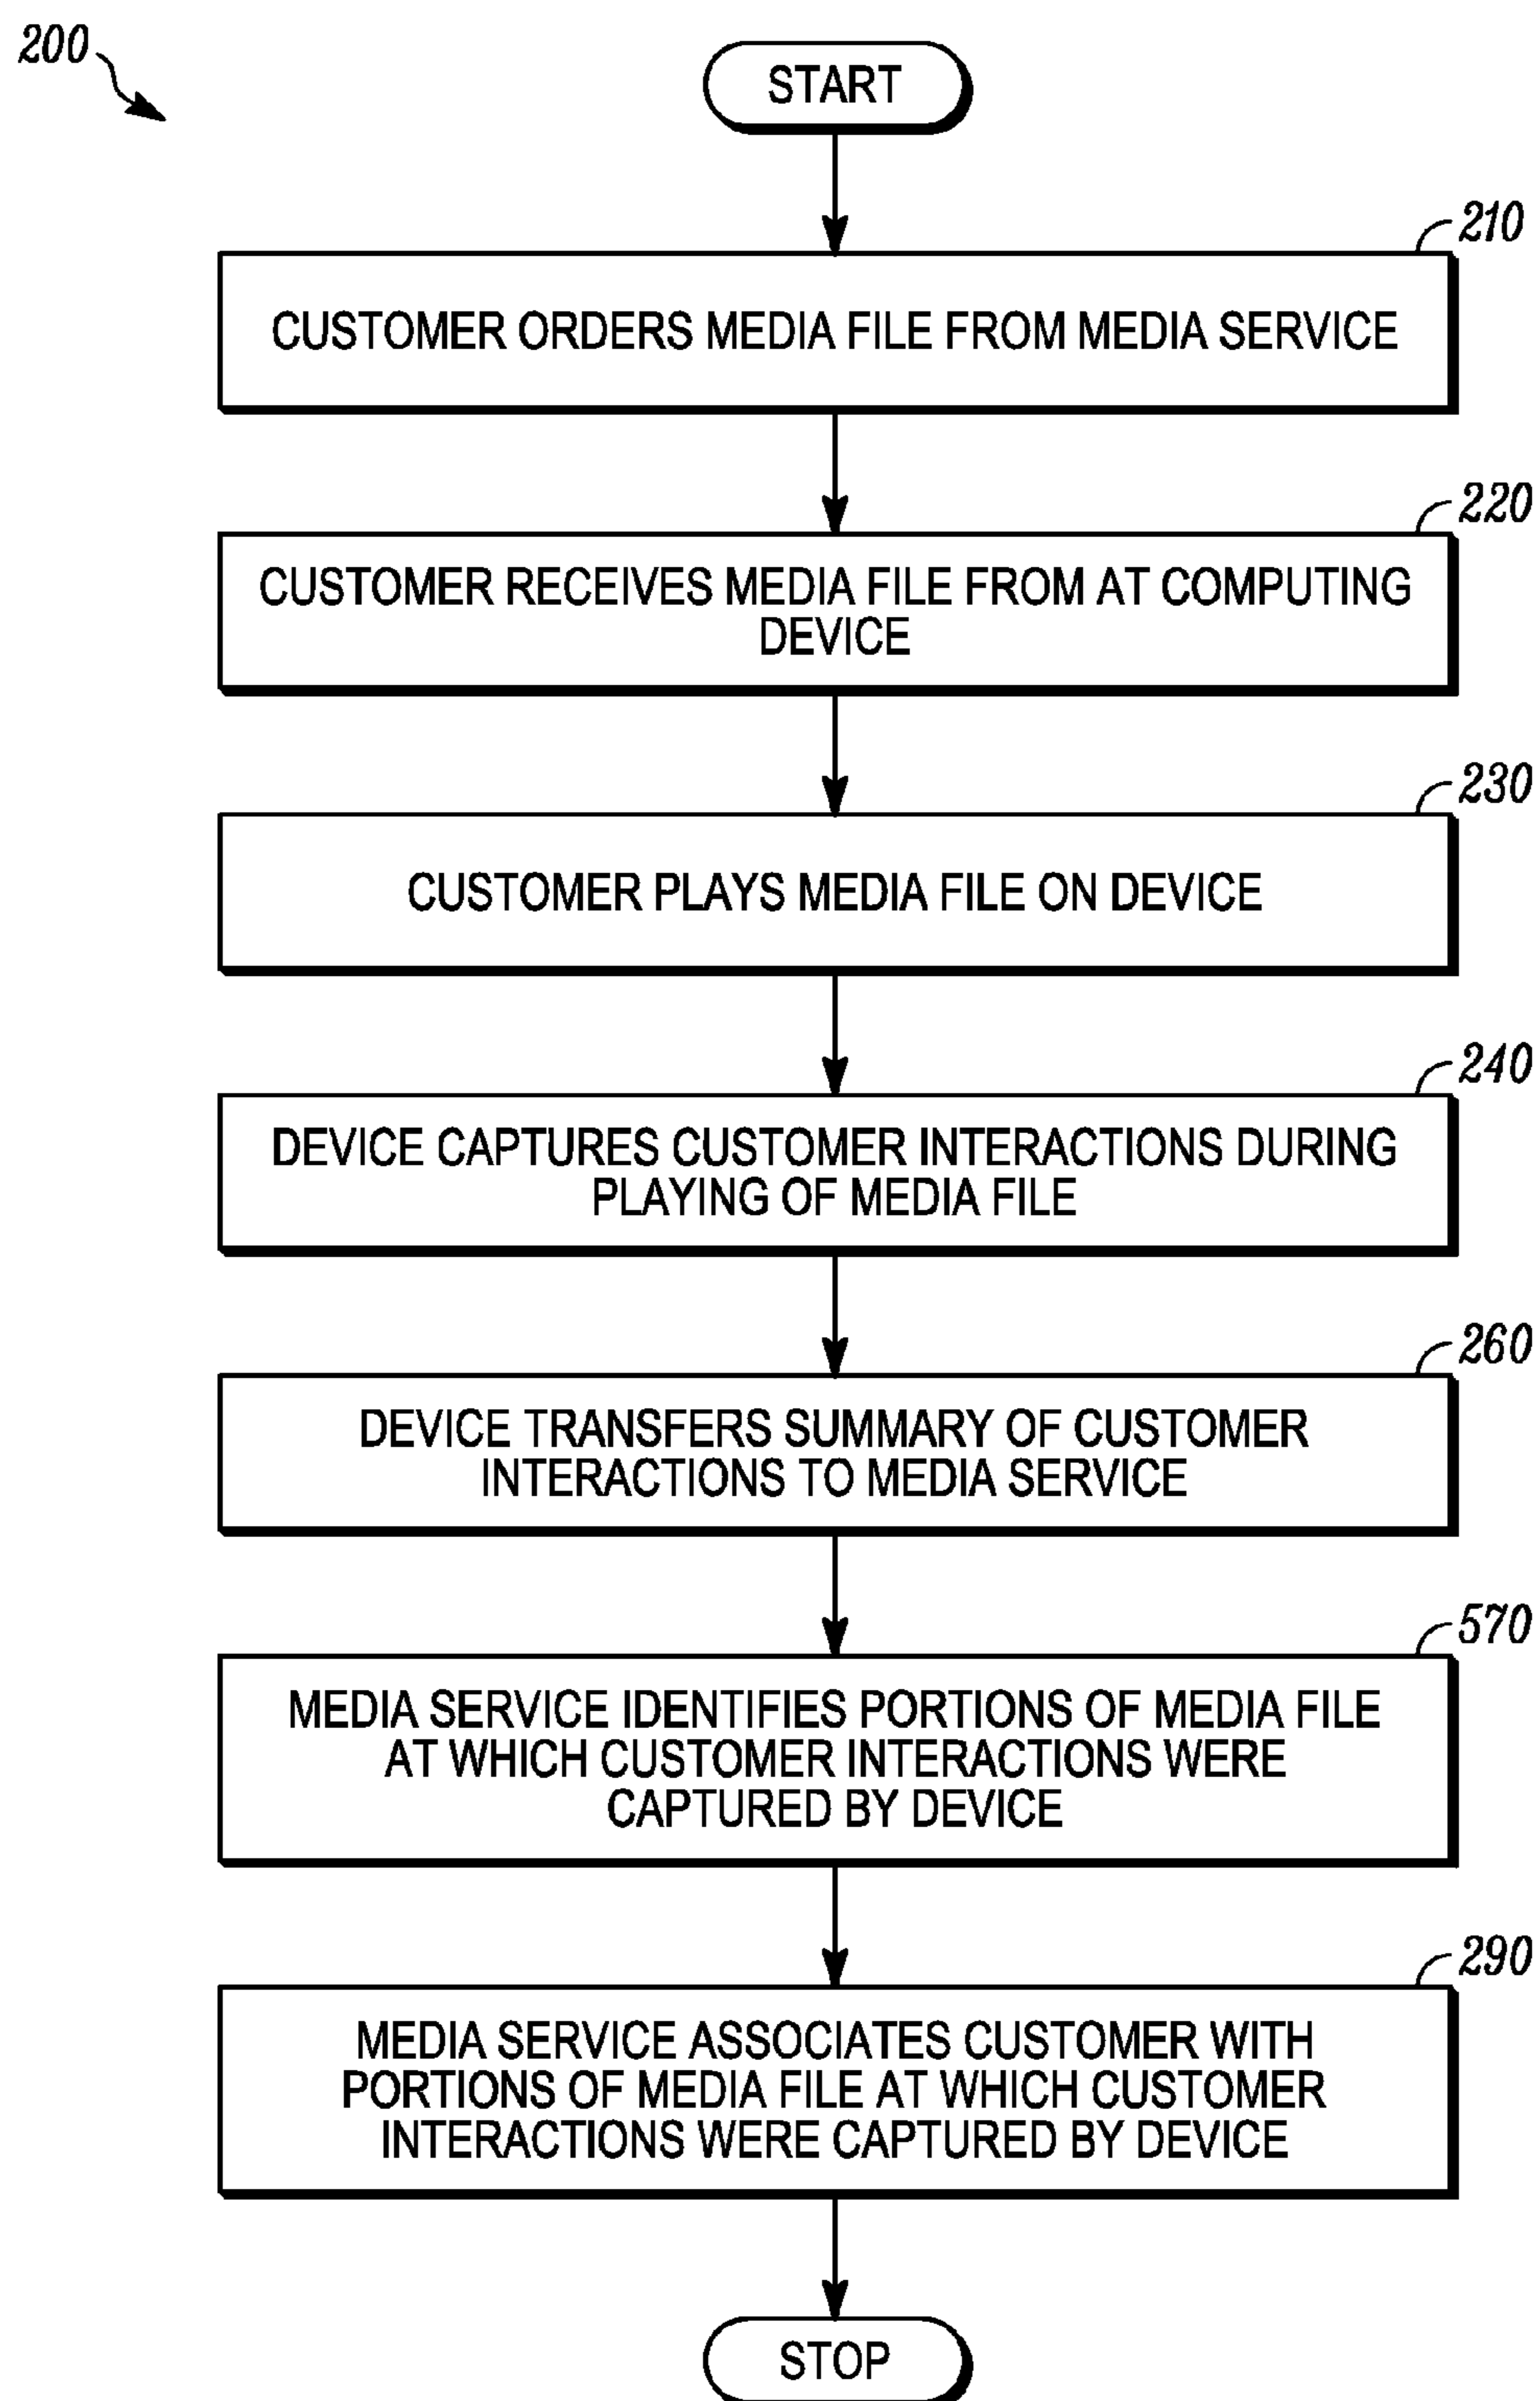 200
START
210
CUSTOMER ORDERS MEDIA FILE FROM MEDIA SERVICE
220
CUSTOMER RECEIVES MEDIA FILE FROM AT COMPUTING
DEVICE
230
CUSTOMER PLAYS MEDIA FILE ON DEVICE
240
DEVICE CAPTURES CUSTOMER INTERACTIONS DURING
PLAYING OF MEDIA FILE
260
DEVICE TRANSFERS SUMMARY OF CUSTOMER
INTERACTIONS TO MEDIA SERVICE
570
MEDIA SERVICE IDENTIFIES PORTIONS OF MEDIA FILE
AT WHICH CUSTOMER INTERACTIONS WERE
CAPTURED BY DEVICE
290
MEDIA SERVICE ASSOCIATES CUSTOMER WITH
PORTIONS OF MEDIA FILE AT WHICH CUSTOMER
INTERACTIONS WERE CAPTURED BY DEVICE
STOP